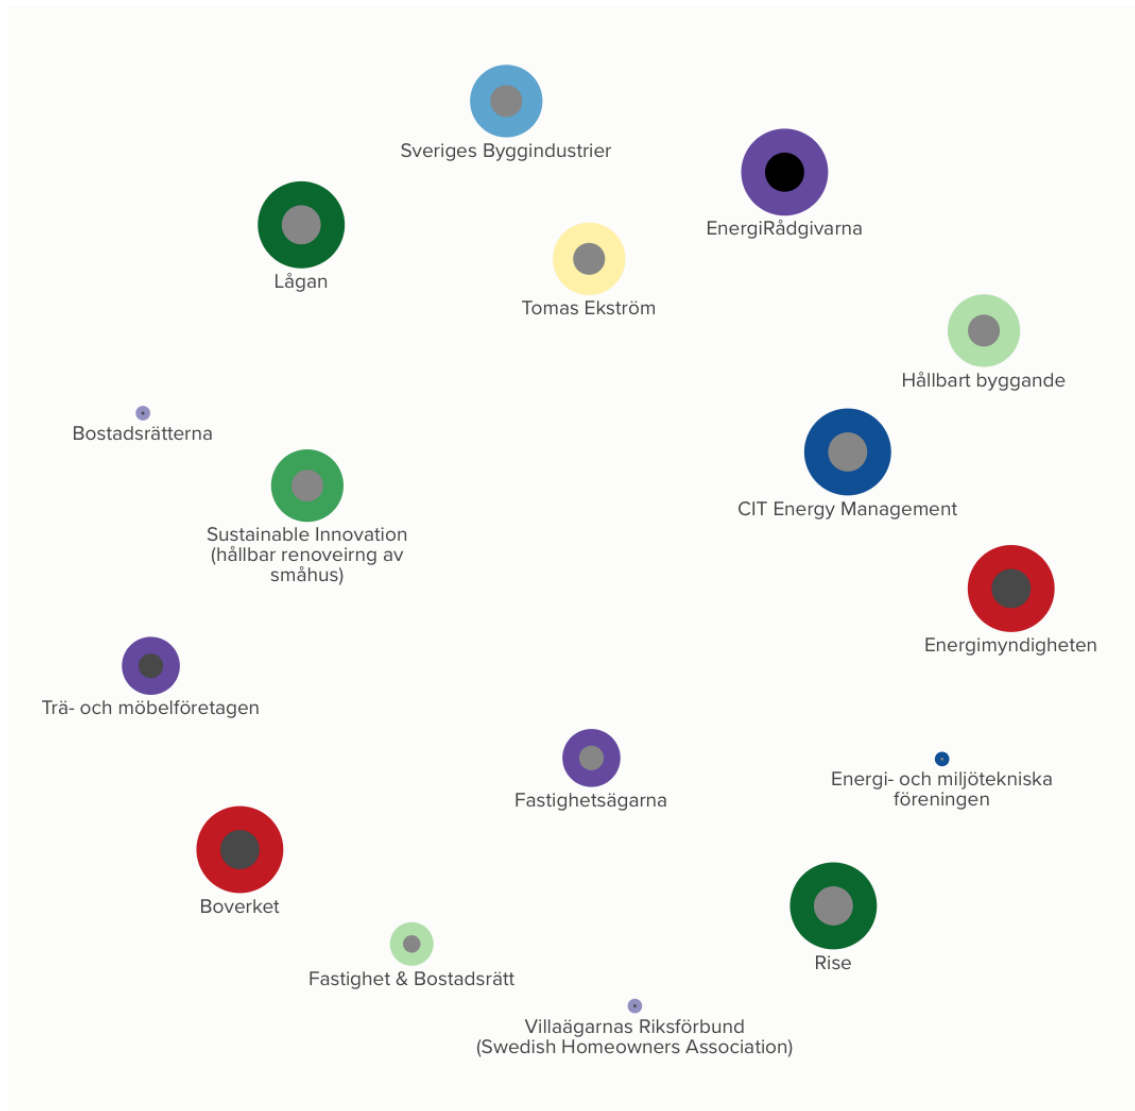 Sveriges Byggindustrier
EnergiRådgivarna
Lågan
Tomas Ekström
Hållbart byggande
Bostadsrätterna
CIT Energy Management
Sustainable Innovation
(hållbar renoveirng av
småhus)
Energimyndigheten
Trä- och möbelföretagen
Energi- och miljötekniska
föreningen
Fastighetsägarna
Boverket
Rise
Fastighet & Bostadsrätt
Villaägarnas Riksförbund
(Swedish Homeowners Association)